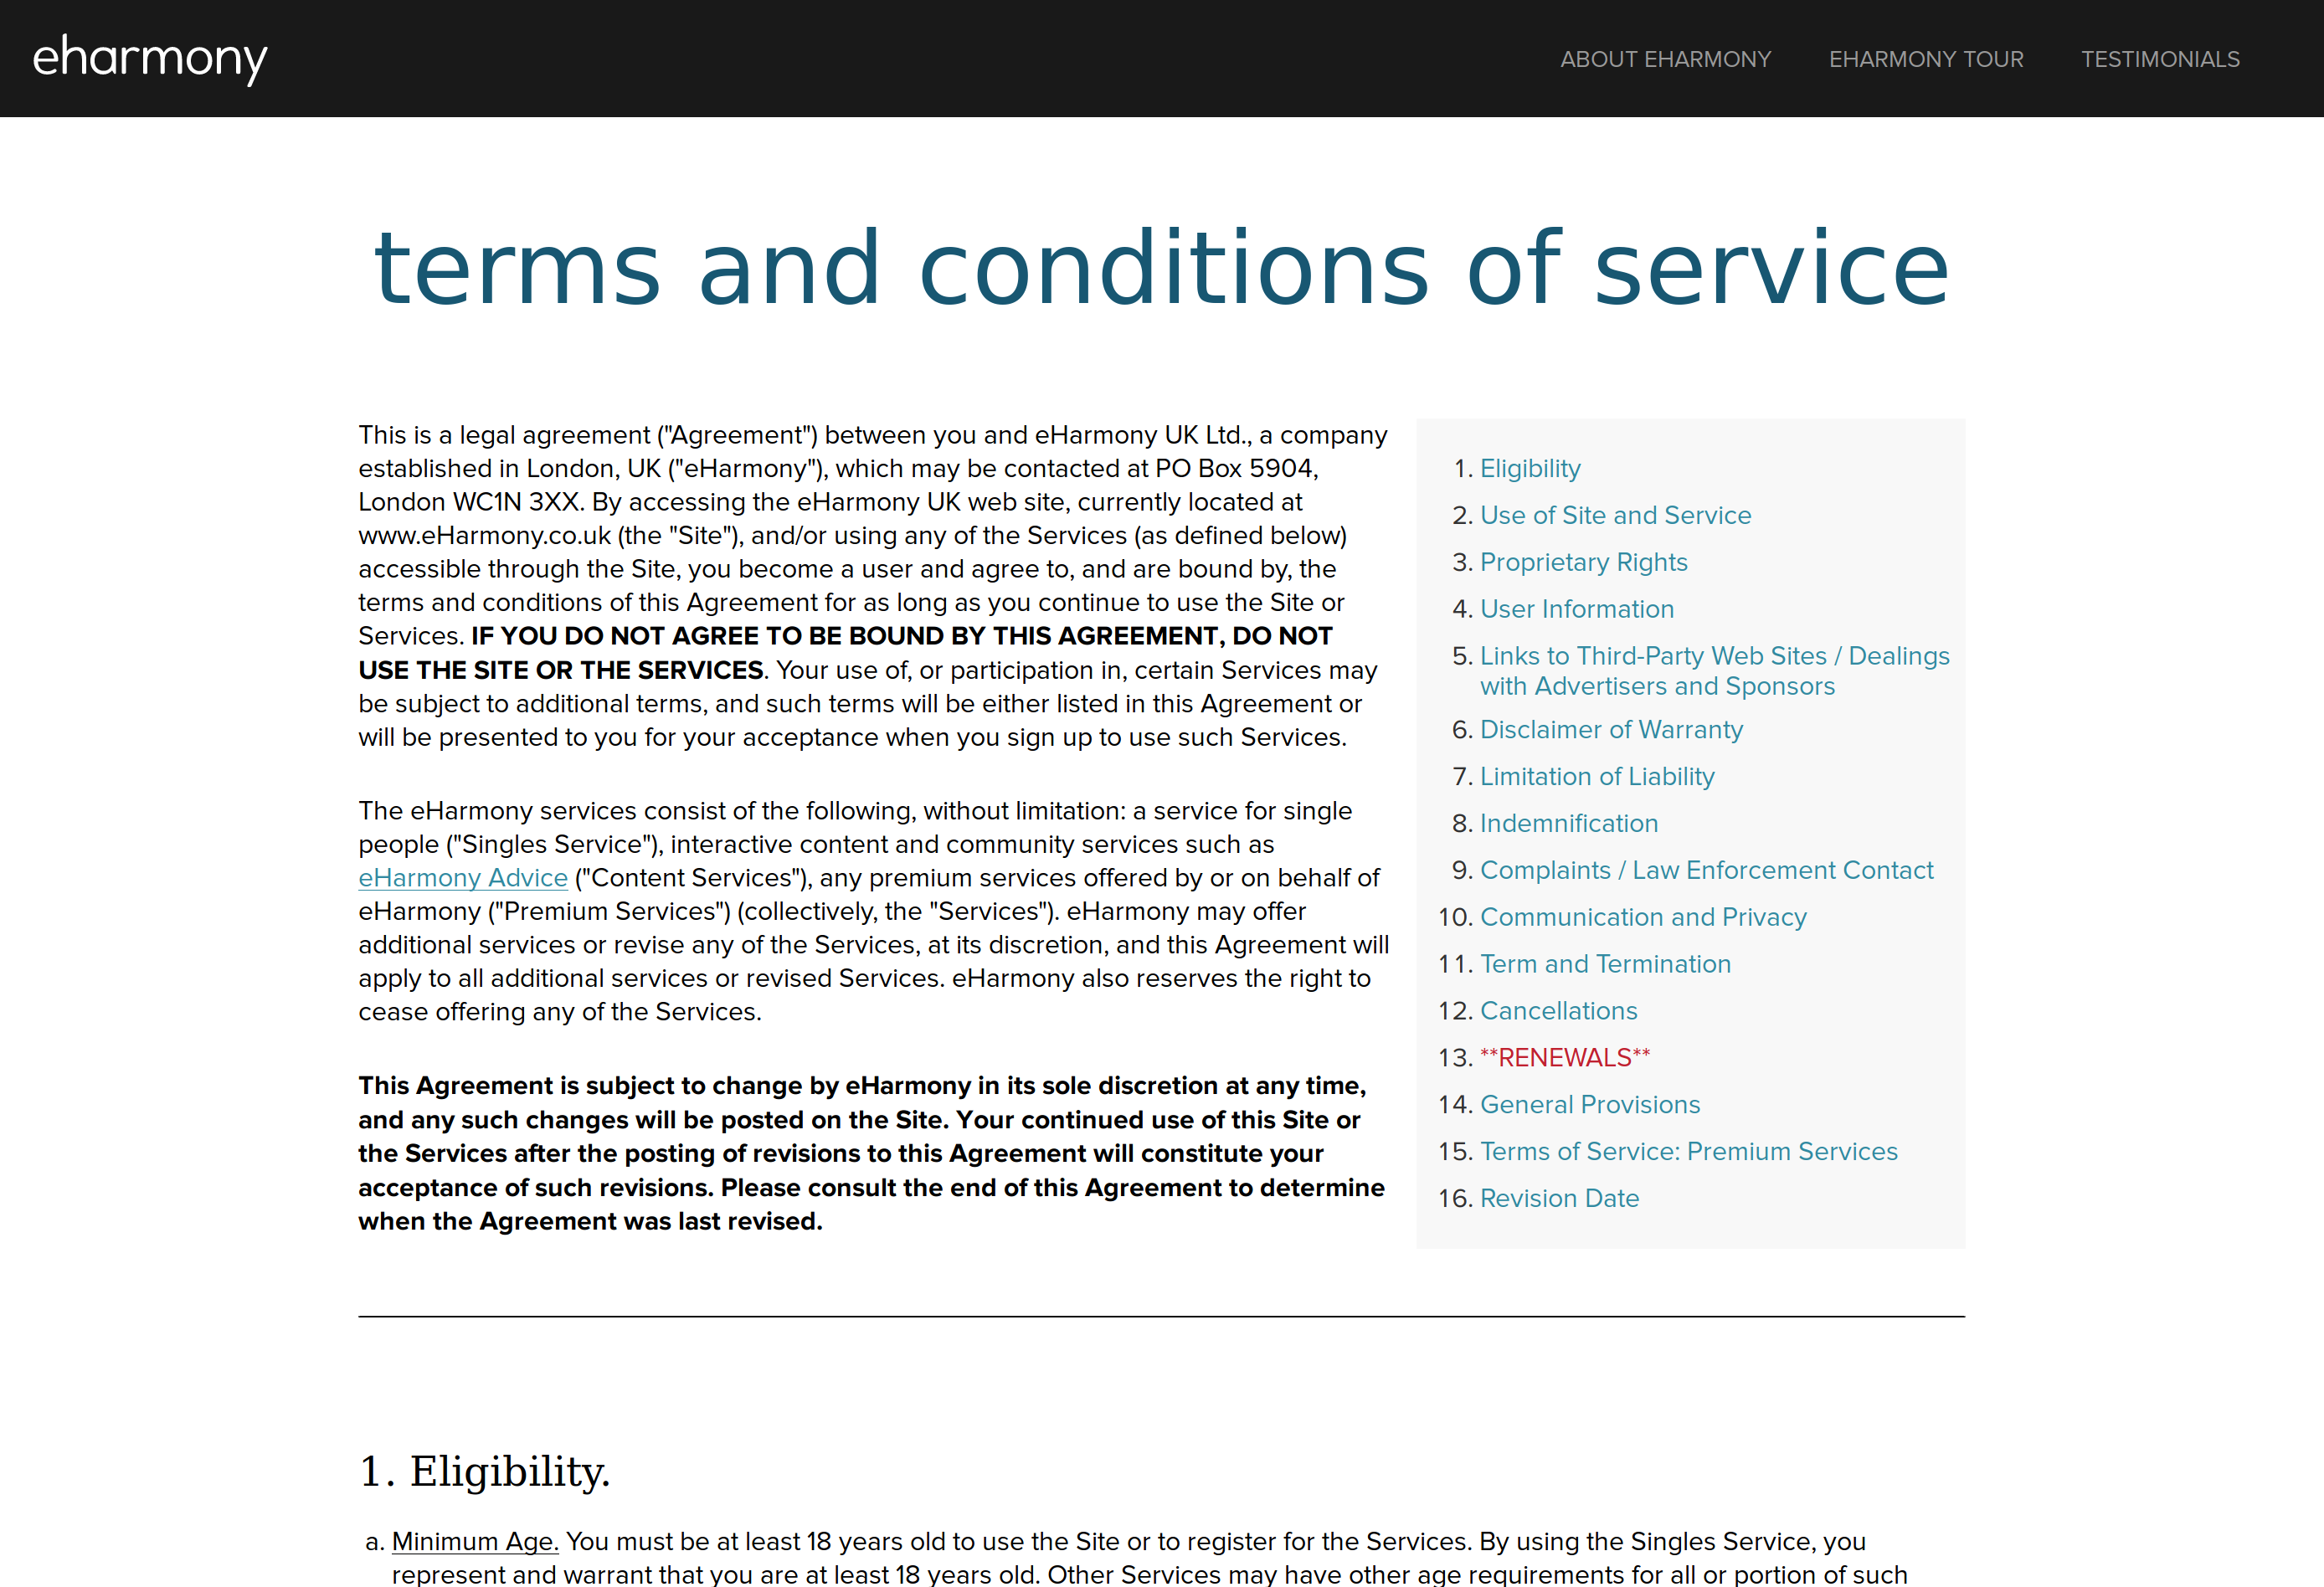 eharmony
ABOUT EHARMONY EHARMONY TOUR TESTIMONIALS
terms and conditions of service
This is a legal agreement ("Agreement") between you and eHarmony UK Ltd., a company
established in London, UK ("eHarmony"), which may be contacted at PO Box 5904,
London WC1N 3XX. By accessing the eHarmony UK web site, currently located at
www.eHarmony.co.uk (the "Site"), and/or using any of the Services (as defined below)
accessible through the Site, you become a user and agree to, and are bound by, the
terms and conditions of this Agreement for as long as you continue to use the Site or
Services. IF YOU DO NOT AGREE TO BE BOUND BY THIS AGREEMENT, DO NOT
USE THE SITE OR THE SERVICES. Your use of, or participation in, certain Services may
be subject to additional terms, and such terms will be either listed in this Agreement or
will be presented to you for your acceptance when you sign up to use such Services.
The eHarmony services consist of the following, without limitation: a service for single
people ("Singles Service"), interactive content and community services such as
eHarmony Advice ("Content Services"), any premium services offered by or on behalf of
eHarmony ("Premium Services") (collectively, the "Services"). eHarmony may offer
additional services or revise any of the Services, at its discretion, and this Agreement will
apply to all additional services or revised Services. eHarmony also reserves the right to
cease offering any of the Services.
This Agreement is subject to change by eHarmony in its sole discretion at any time,
and any such changes will be posted on the Site. Your continued use of this Site or
the Services after the posting of revisions to this Agreement will constitute your
acceptance of such revisions. Please consult the end of this Agreement to determine
when the Agreement was last revised.
1. Eligibility
2. Use of Site and Service
3. Proprietary Rights
4. User Information
5. Links to Third-Party Web Sites / Dealings
with Advertisers and Sponsors
6. Disclaimer of Warranty
7. Limitation of Liability
8. Indemnification
9. Complaints / Law Enforcement Contact
10. Communication and Privacy
11. Term and Termination
12. Cancellations
13. **RENEWALS**
14. General Provisions
15. Terms of Service: Premium Services
16. Revision Date
1. Eligibility.
a. Minimum Age. You must be at least 18 years old to use the Site or to register for the Services. By using the Singles Service, you
represent and warrant that you are at least 18 years old. Other Services may have other age requirements for all or portion of such